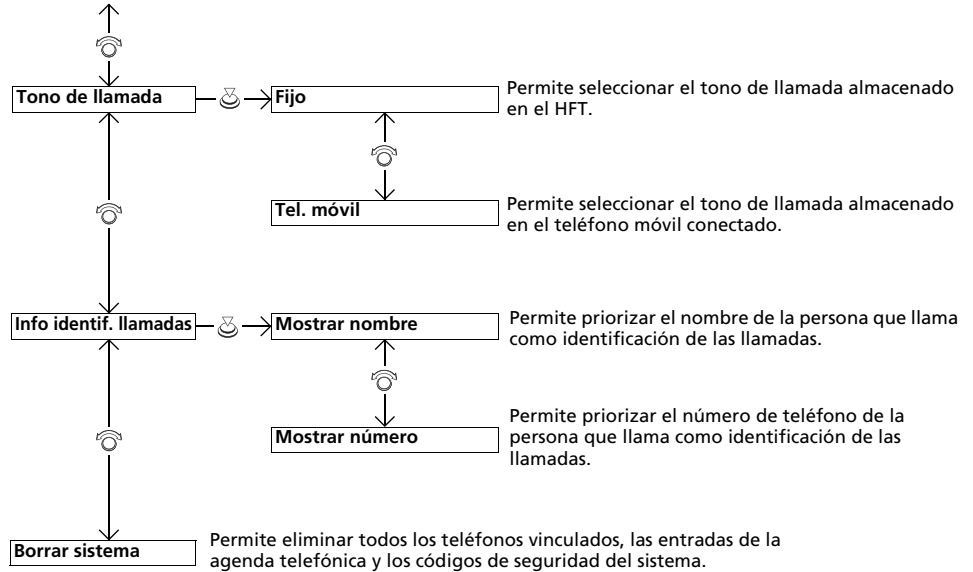 Tono de llamada
Fijo
Permite seleccionar el tono de llamada almacenado
en el HFT.
Tel. móvil
Permite seleccionar el tono de llamada almacenado
en el teléfono móvil conectado.
Info identif. llamadas
Mostrar nombre
Permite priorizar el nombre de la persona que llama
como identificación de las llamadas.
Mostrar número
Permite priorizar el número de teléfono de la
persona que llama como identificación de las
llamadas.
Borrar sistema
Permite eliminar todos los teléfonos vinculados, las entradas de la
agenda telefónica y los códigos de seguridad del sistema.